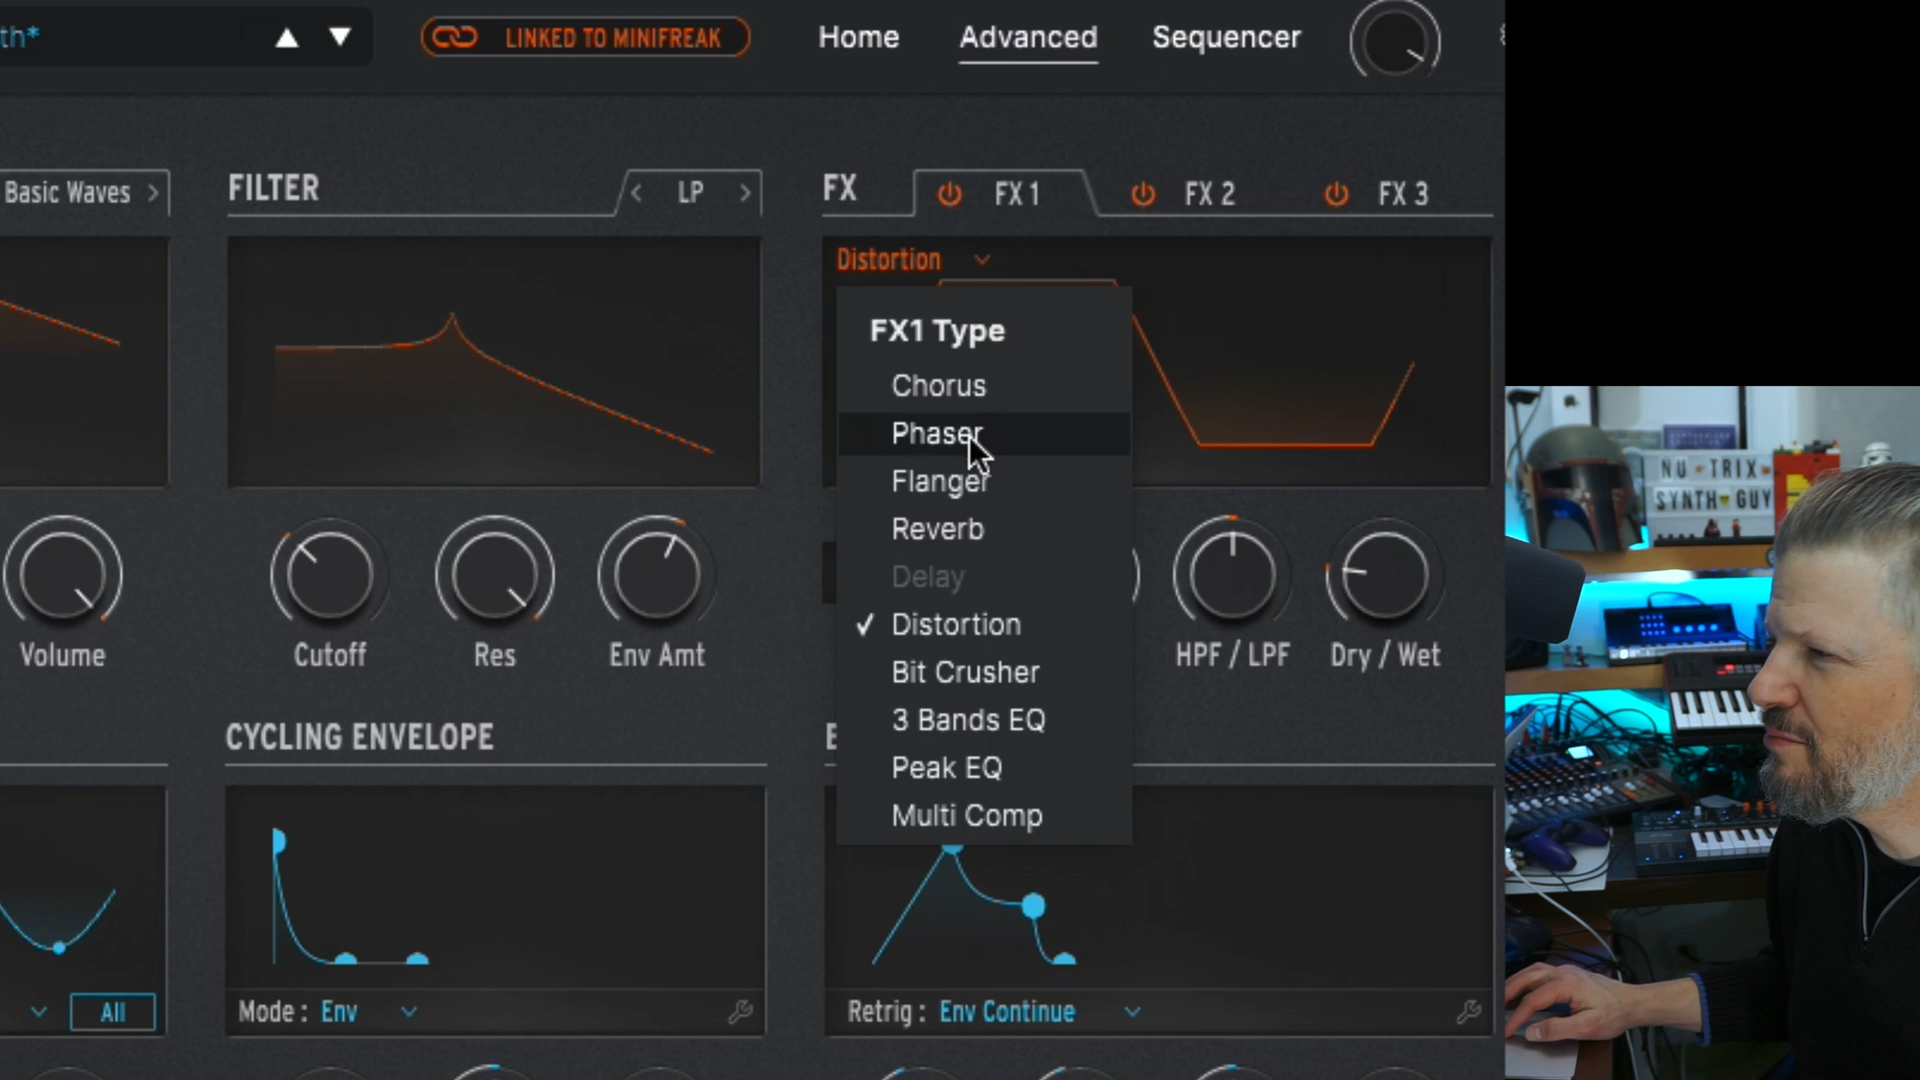 th*
LINKED TO MINIFREAK
Home
Advanced
Sequencer
Basic Waves
FILTER
LP
FX
FX 1
FX 2
FX 3
Distortion
FX1 Type
Chorus
Phaser
Flanger
Reverb
Delay
Distortion
Bit Crusher
3 Bands EQ
Peak EQ
Multi Comp
Volume
Cutoff
Res
Env Amt
HPF / LPF
Dry / Wet
CYCLING ENVELOPE
E
All
Mode : Env
Retrig : Env Continue
NU TRIX
SYNTH GUY